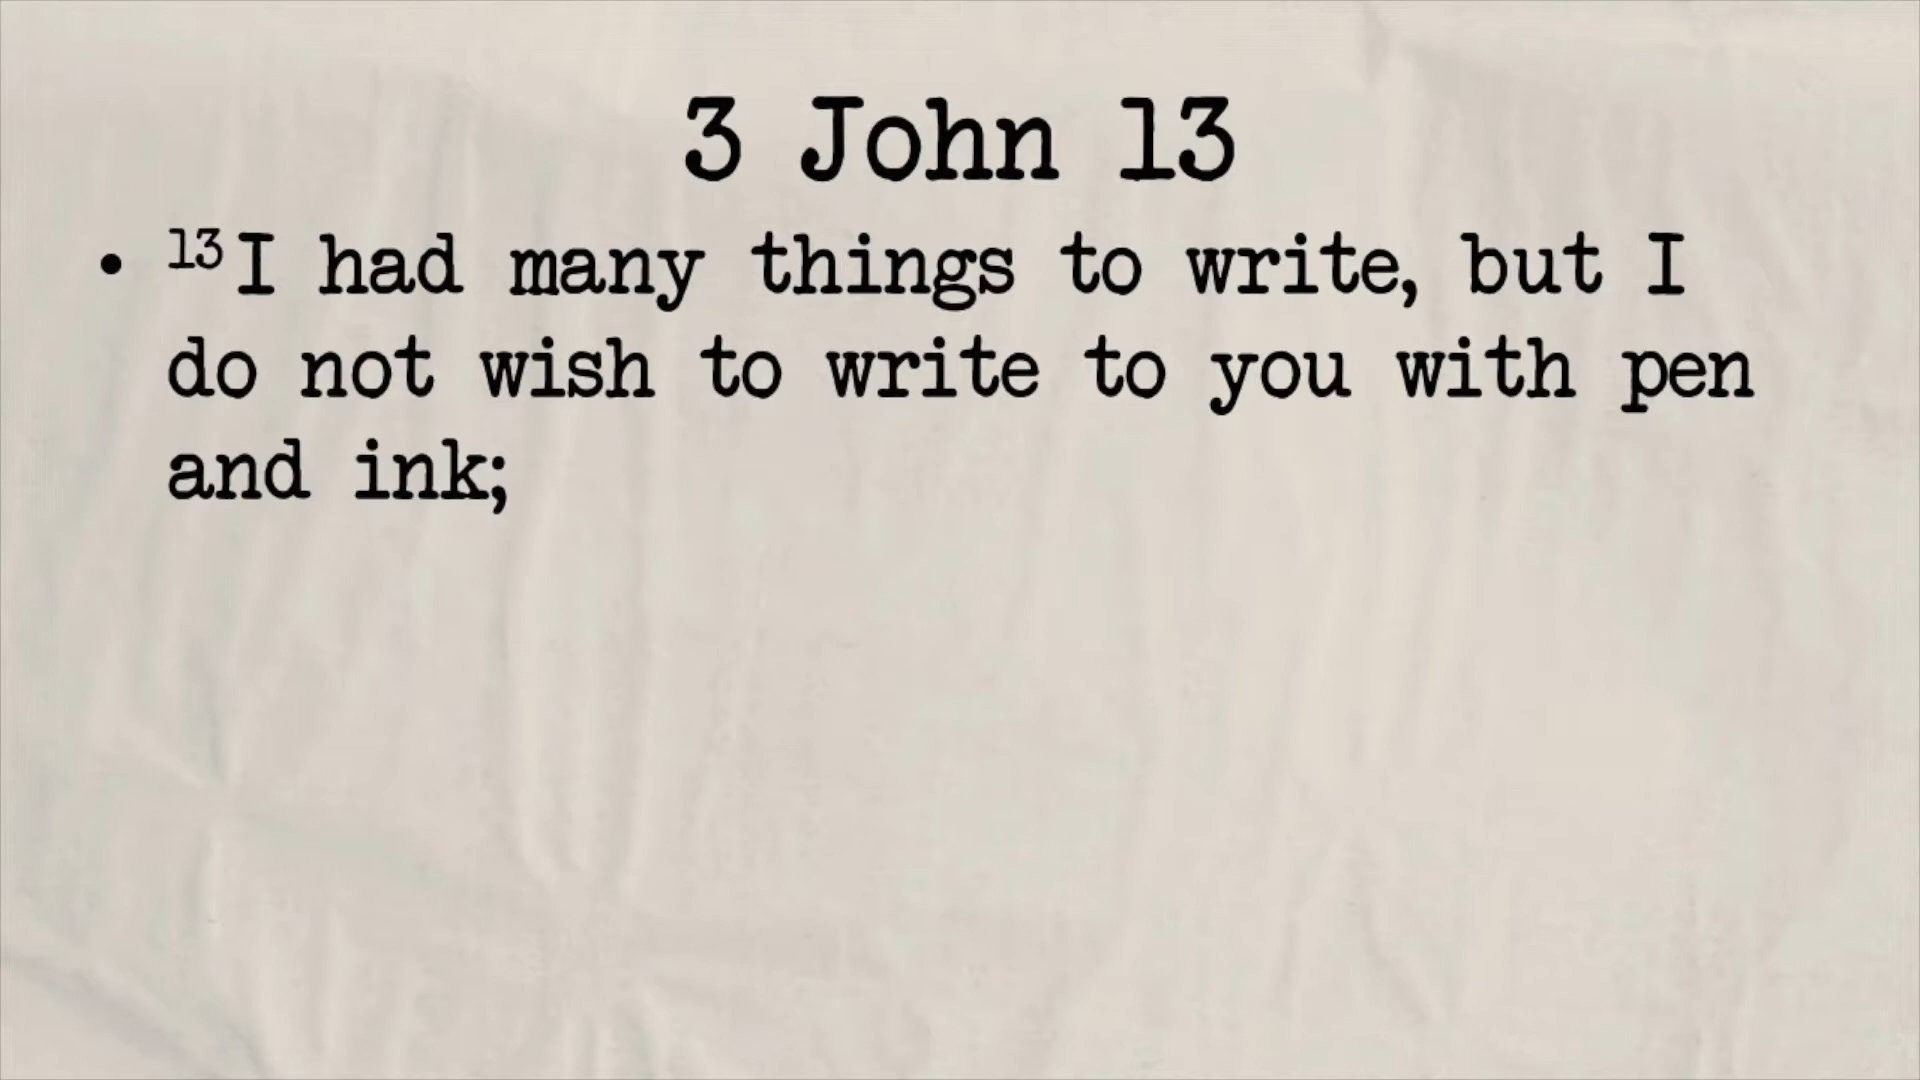 3 John 13
• 13I had many things to write, but I
do not wish to write to you with pen
and ink;